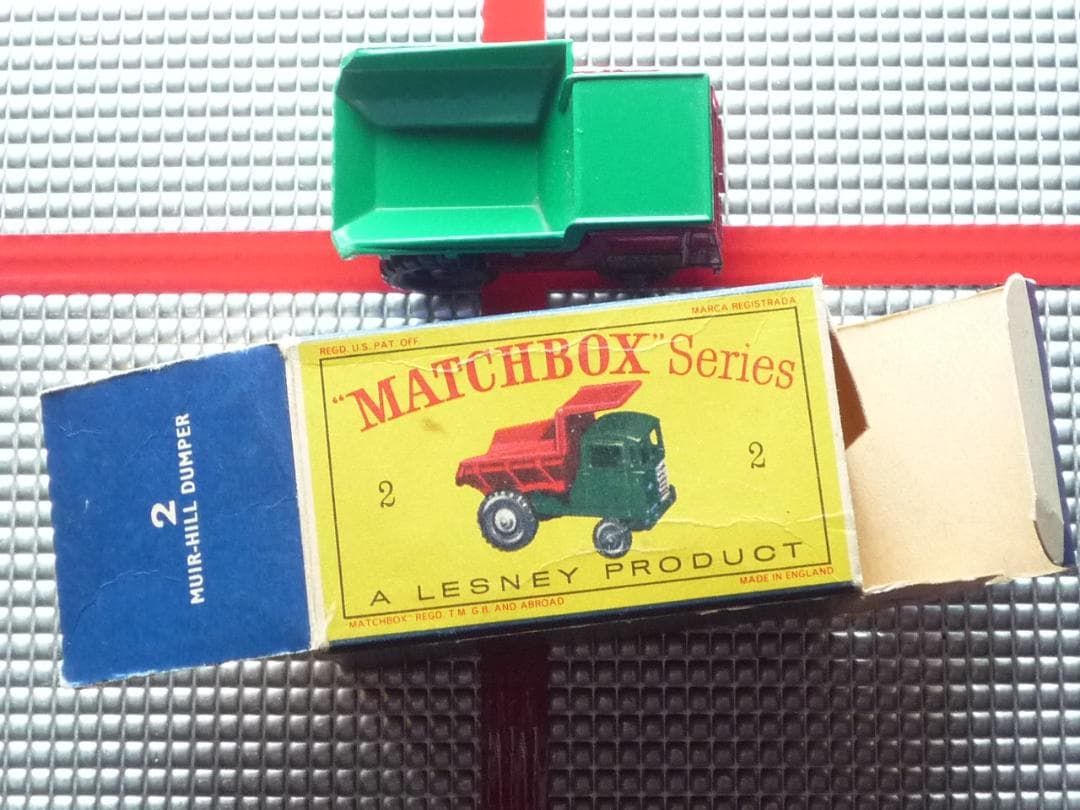 2
MUIR-HILL DUMPER
REGD. U.S. PAT. OFF
MARCA REGISTRADA
"MATCHBOX" Series
2
2
A LESNEY PRODUCT
MATCHBOX REGD. T.M. G.B. AND ABROAD
MADE IN ENGLAND